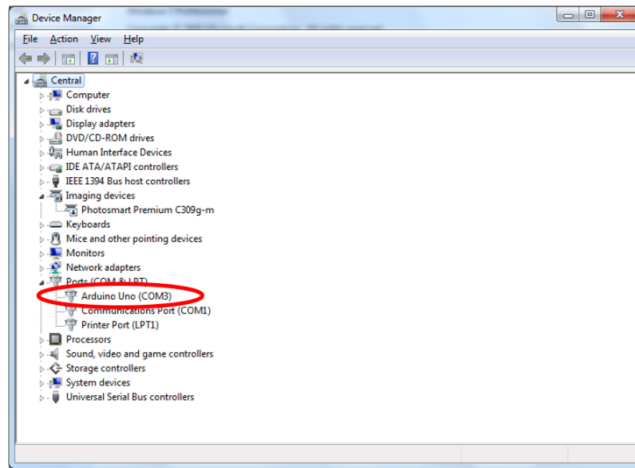 Device Manager
File Action View Help
Central
Computer
Disk drives
Display adapters
DVD/CD-ROM drives
Human Interface Devices
IDE ATA/ATAPI controllers
IEEE 1394 Bus host controllers
Imaging devices
Photosmart Premium C309g-m
Keyboards
Mice and other pointing devices
Monitors
Network adapters
Ports (COM & LPT)
Arduino Uno (COM3)
Communications Port (COM1)
Printer Port (LPT1)
Processors
Sound, video and game controllers
Storage controllers
System devices
Universal Serial Bus controllers